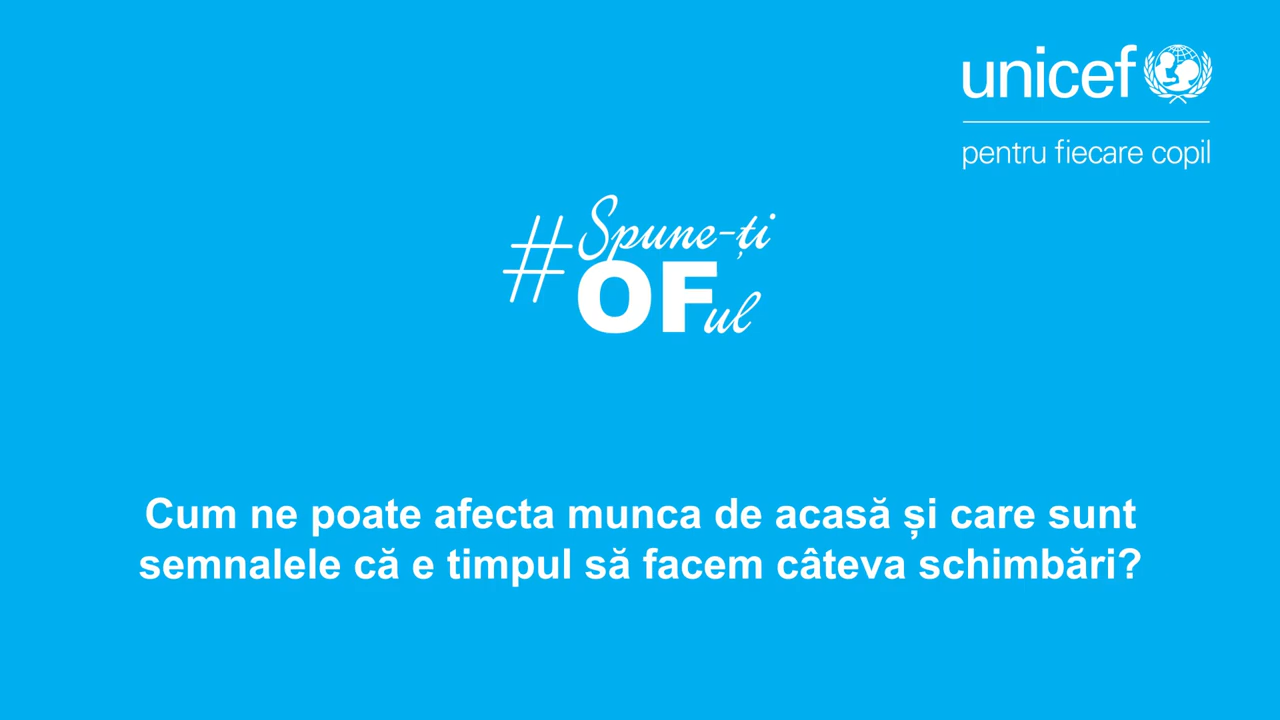 unicef
pentru fiecare copil
#Spune-ți
OFul
Cum ne poate afecta munca de acasă și care sunt
semnalele că e timpul să facem câteva schimbări?